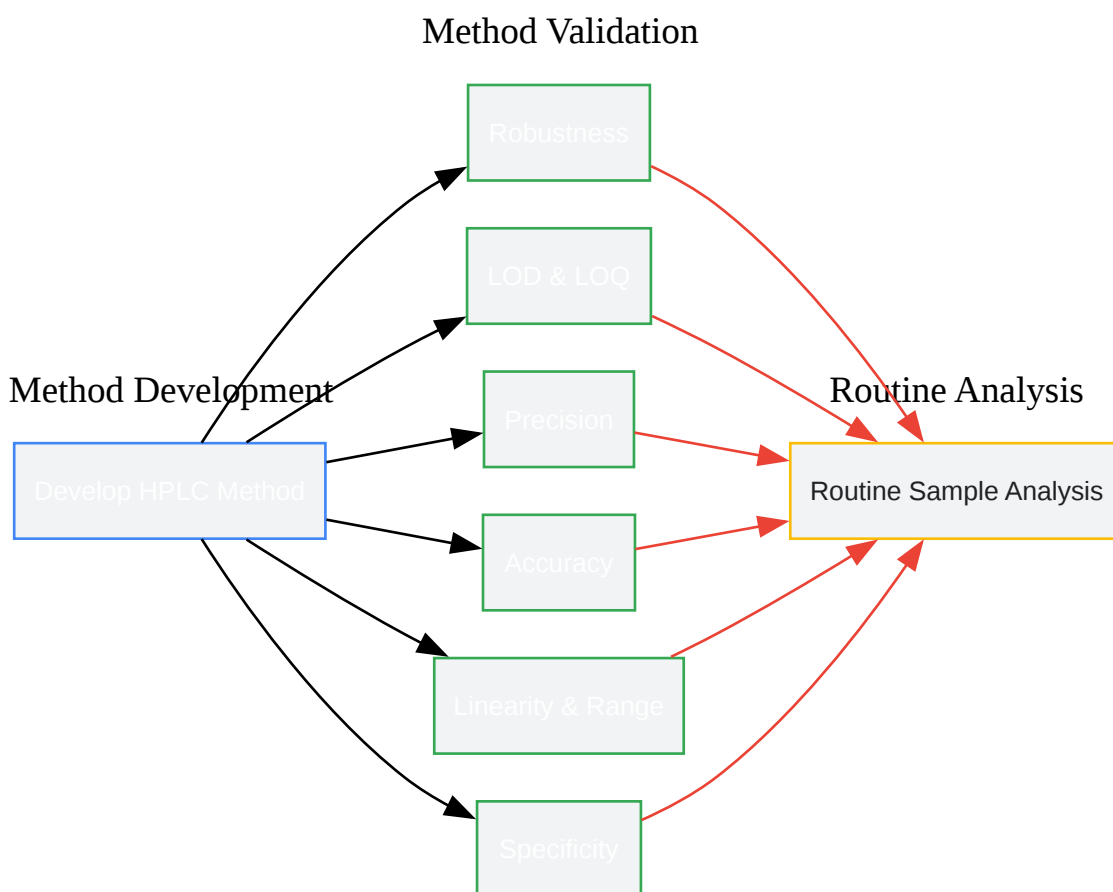 Method Validation
Robustness
LOD & LOQ
Method Development
Routine Analysis
Precision
Develop HPLC Method
Routine Sample Analysis
Accuracy
Linearity & Range
Specificity